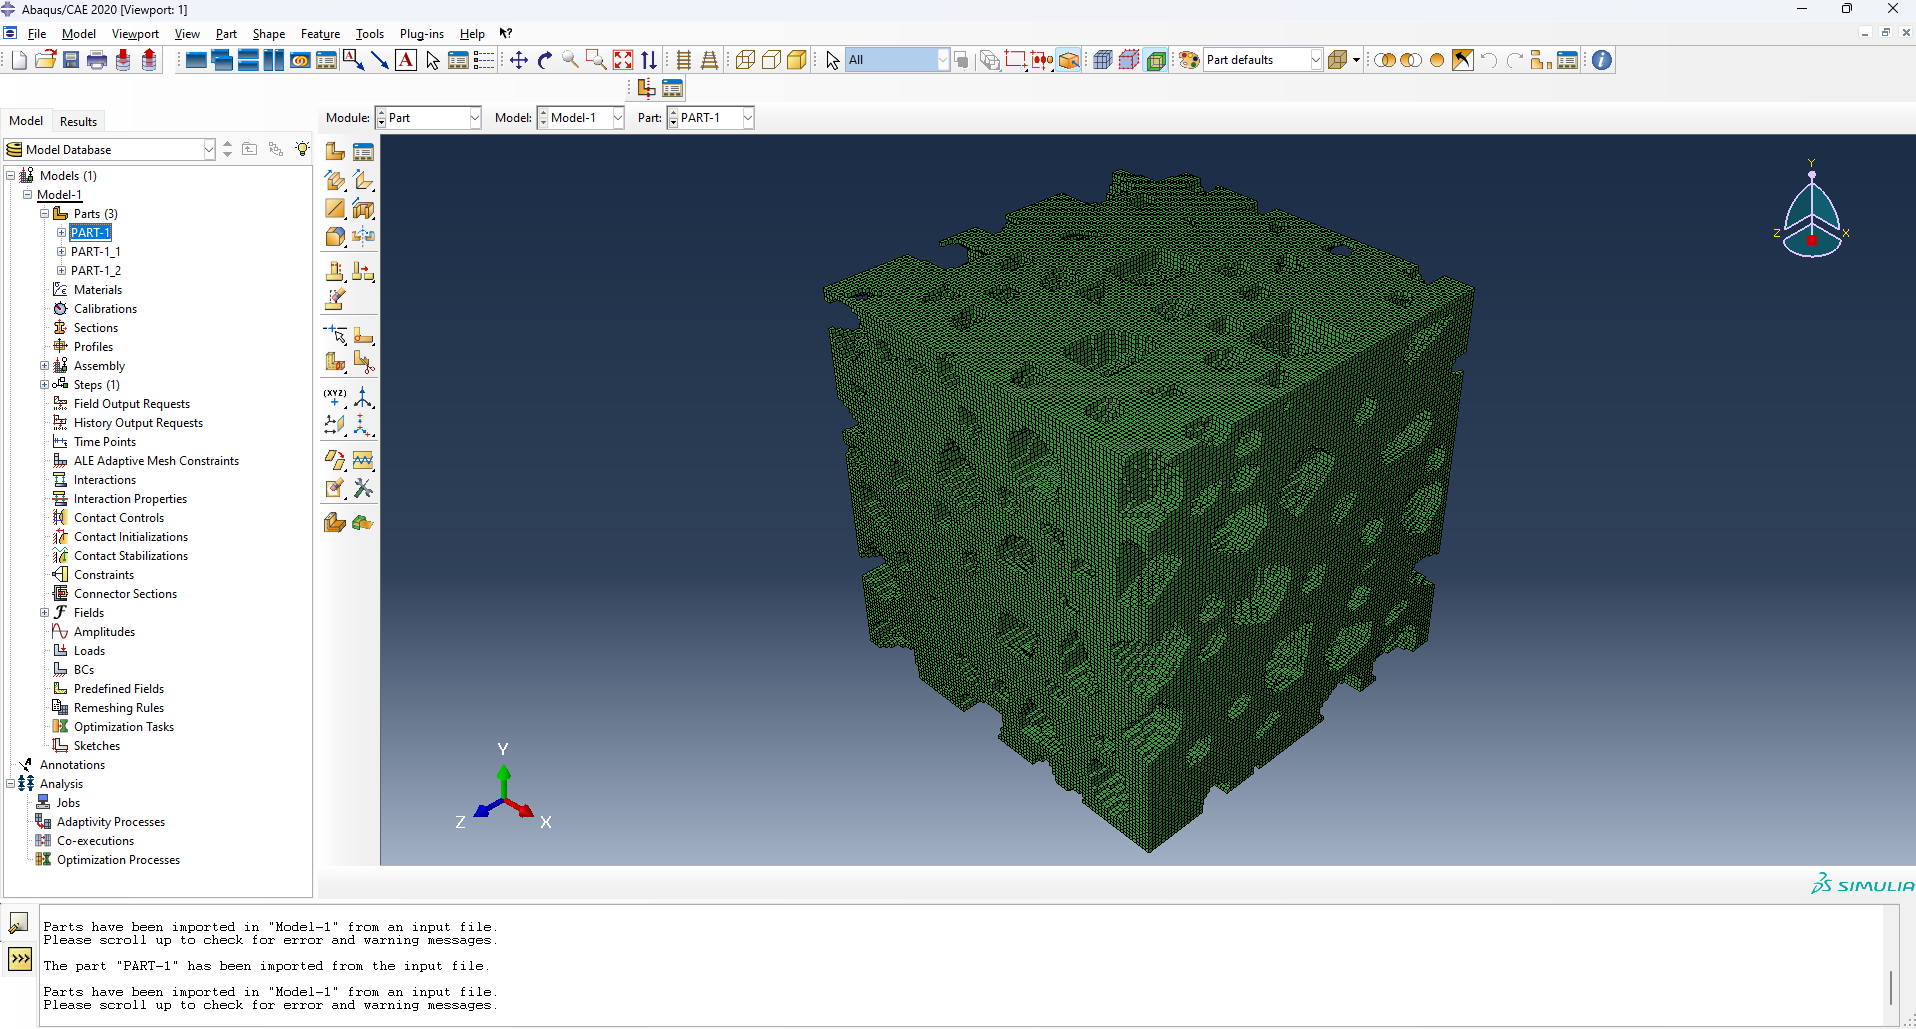 Abaqus/CAE 2020 [Viewport: 1]
File Model Viewport View Part Shape Feature Tools Plug-ins Help
All
Part defaults
Model Results
Module: Part Model: Model-1 Part: PART-1
Model Database
Models (1)
Model-1
Parts (3)
PART-1
PART-1_1
PART-1_2
Materials
Calibrations
Sections
Profiles
Assembly
Steps (1)
Field Output Requests
History Output Requests
Time Points
ALE Adaptive Mesh Constraints
Interactions
Interaction Properties
Contact Controls
Contact Initializations
Contact Stabilizations
Constraints
Connector Sections
Fields
Amplitudes
Loads
BCs
Predefined Fields
Remeshing Rules
Optimization Tasks
Sketches
Annotations
Analysis
Jobs
Adaptivity Processes
Co-executions
Optimization Processes
(XYZ)
Y
Z X
Y
Z X
SIMULIA
Parts have been imported in "Model-1" from an input file.
Please scroll up to check for error and warning messages.
The part "PART-1" has been imported from the input file.
Parts have been imported in "Model-1" from an input file.
Please scroll up to check for error and warning messages.